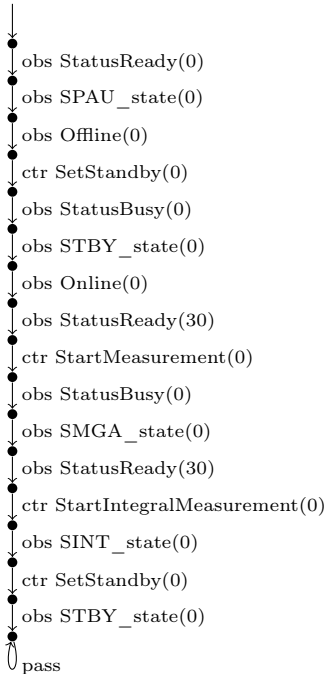 obs StatusReady(0)
obs SPAU_state(0)
obs Offline(0)
ctr SetStandby(0)
obs StatusBusy(0)
obs STBY_state(0)
obs Online(0)
obs StatusReady(30)
ctr StartMeasurement(0)
obs StatusBusy(0)
obs SMGA_state(0)
obs StatusReady(30)
ctr StartIntegralMeasurement(0)
obs SINT_state(0)
ctr SetStandby(0)
obs STBY_state(0)
pass